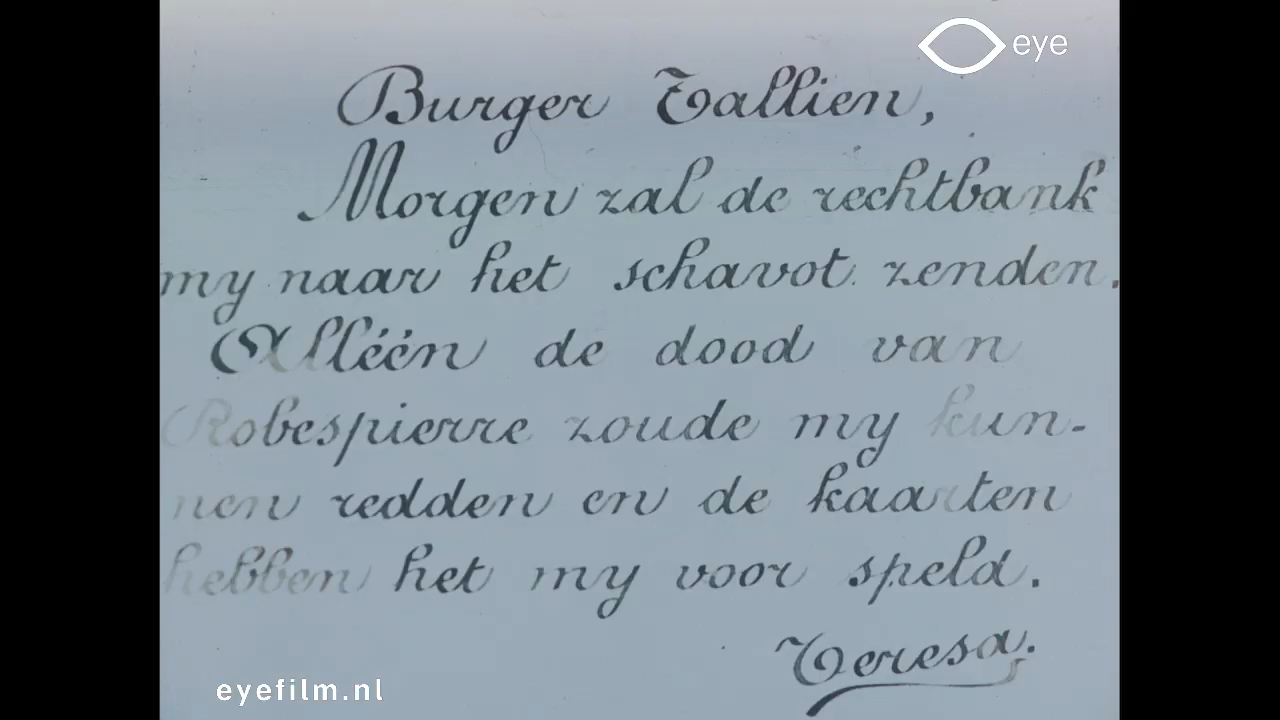 eye
Burger Tallien,
Morgen zal de rechtbank
my naar het schavot zenden.
Alléén de dood van
Robespierre zoude my kun-
nen redden en de kaarten
hebben het my voor speld.
Teresa.
eyefilm.nl